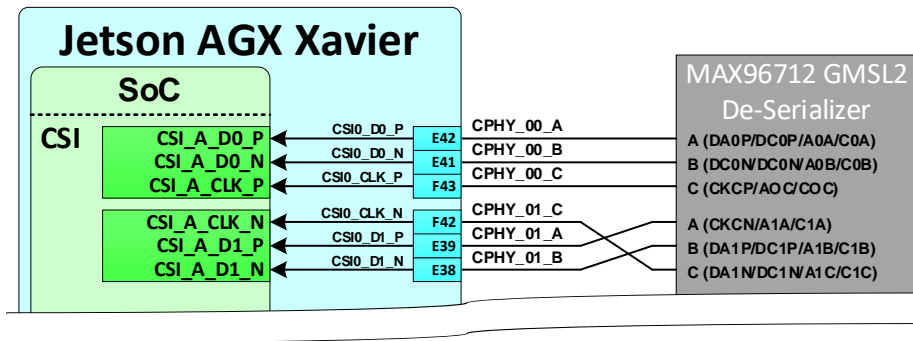 Jetson AGX Xavier
SoC
CSI
CSI_A_D0_P
CSI_A_D0_N
CSI_A_CLK_P
CSI_A_CLK_N
CSI_A_D1_P
CSI_A_D1_N
CSI0_D0_P
CSI0_D0_N
CSI0_CLK_P
CSI0_CLK_N
CSI0_D1_P
CSI0_D1_N
E42
E41
F43
F42
E39
E38
CPHY_00_A
CPHY_00_B
CPHY_00_C
CPHY_01_C
CPHY_01_A
CPHY_01_B
MAX96712 GMSL2
De-Serializer
A (DA0P/DC0P/A0A/C0A)
B (DC0N/DC0N/A0B/C0B)
C (CKCP/AOC/COC)
A (CKCN/A1A/C1A)
B (DA1P/DC1P/A1B/C1B)
C (DA1N/DC1N/A1C/C1C)